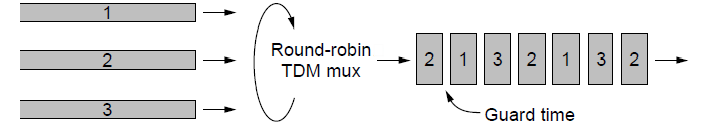 1
2
3
Round-robin
TDM mux
2 1 3 2 1 3 2
Guard time